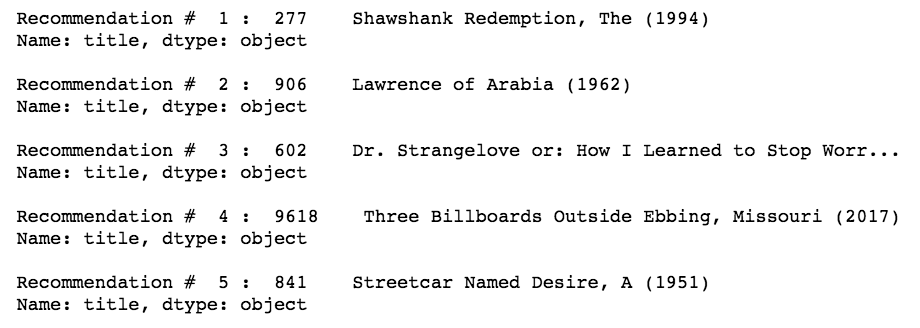 Recommendation #  1 :  277    Shawshank Redemption, The (1994)
Name: title, dtype: object
Recommendation #  2 :  906    Lawrence of Arabia (1962)
Name: title, dtype: object
Recommendation #  3 :  602    Dr. Strangelove or: How I Learned to Stop Worr...
Name: title, dtype: object
Recommendation #  4 :  9618    Three Billboards Outside Ebbing, Missouri (2017)
Name: title, dtype: object
Recommendation #  5 :  841    Streetcar Named Desire, A (1951)
Name: title, dtype: object